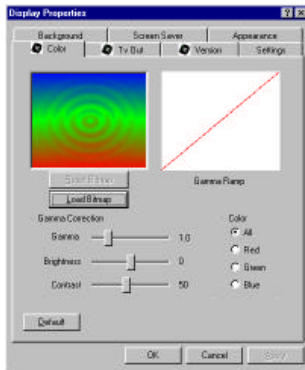 Display Properties
Background Screen Saver Appearance
Color Tv Out Version Settings
Load Bitmap
Gamma Ramp
Gamma Correction
Gamma 1.0
Brightness 0
Contrast 50
Color
All
Red
Green
Blue
Default
OK Cancel Apply